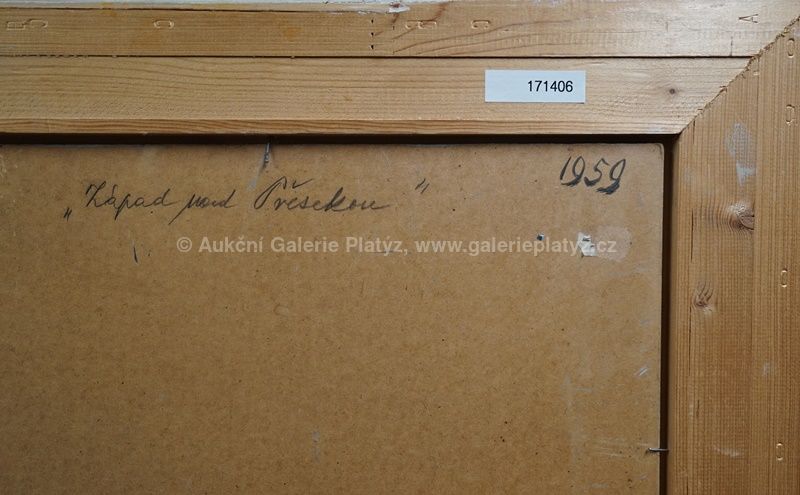 171406
„Západ nad Přesekou"
1959
© Aukční Galerie Platýz, www.galerieplatyz.cz